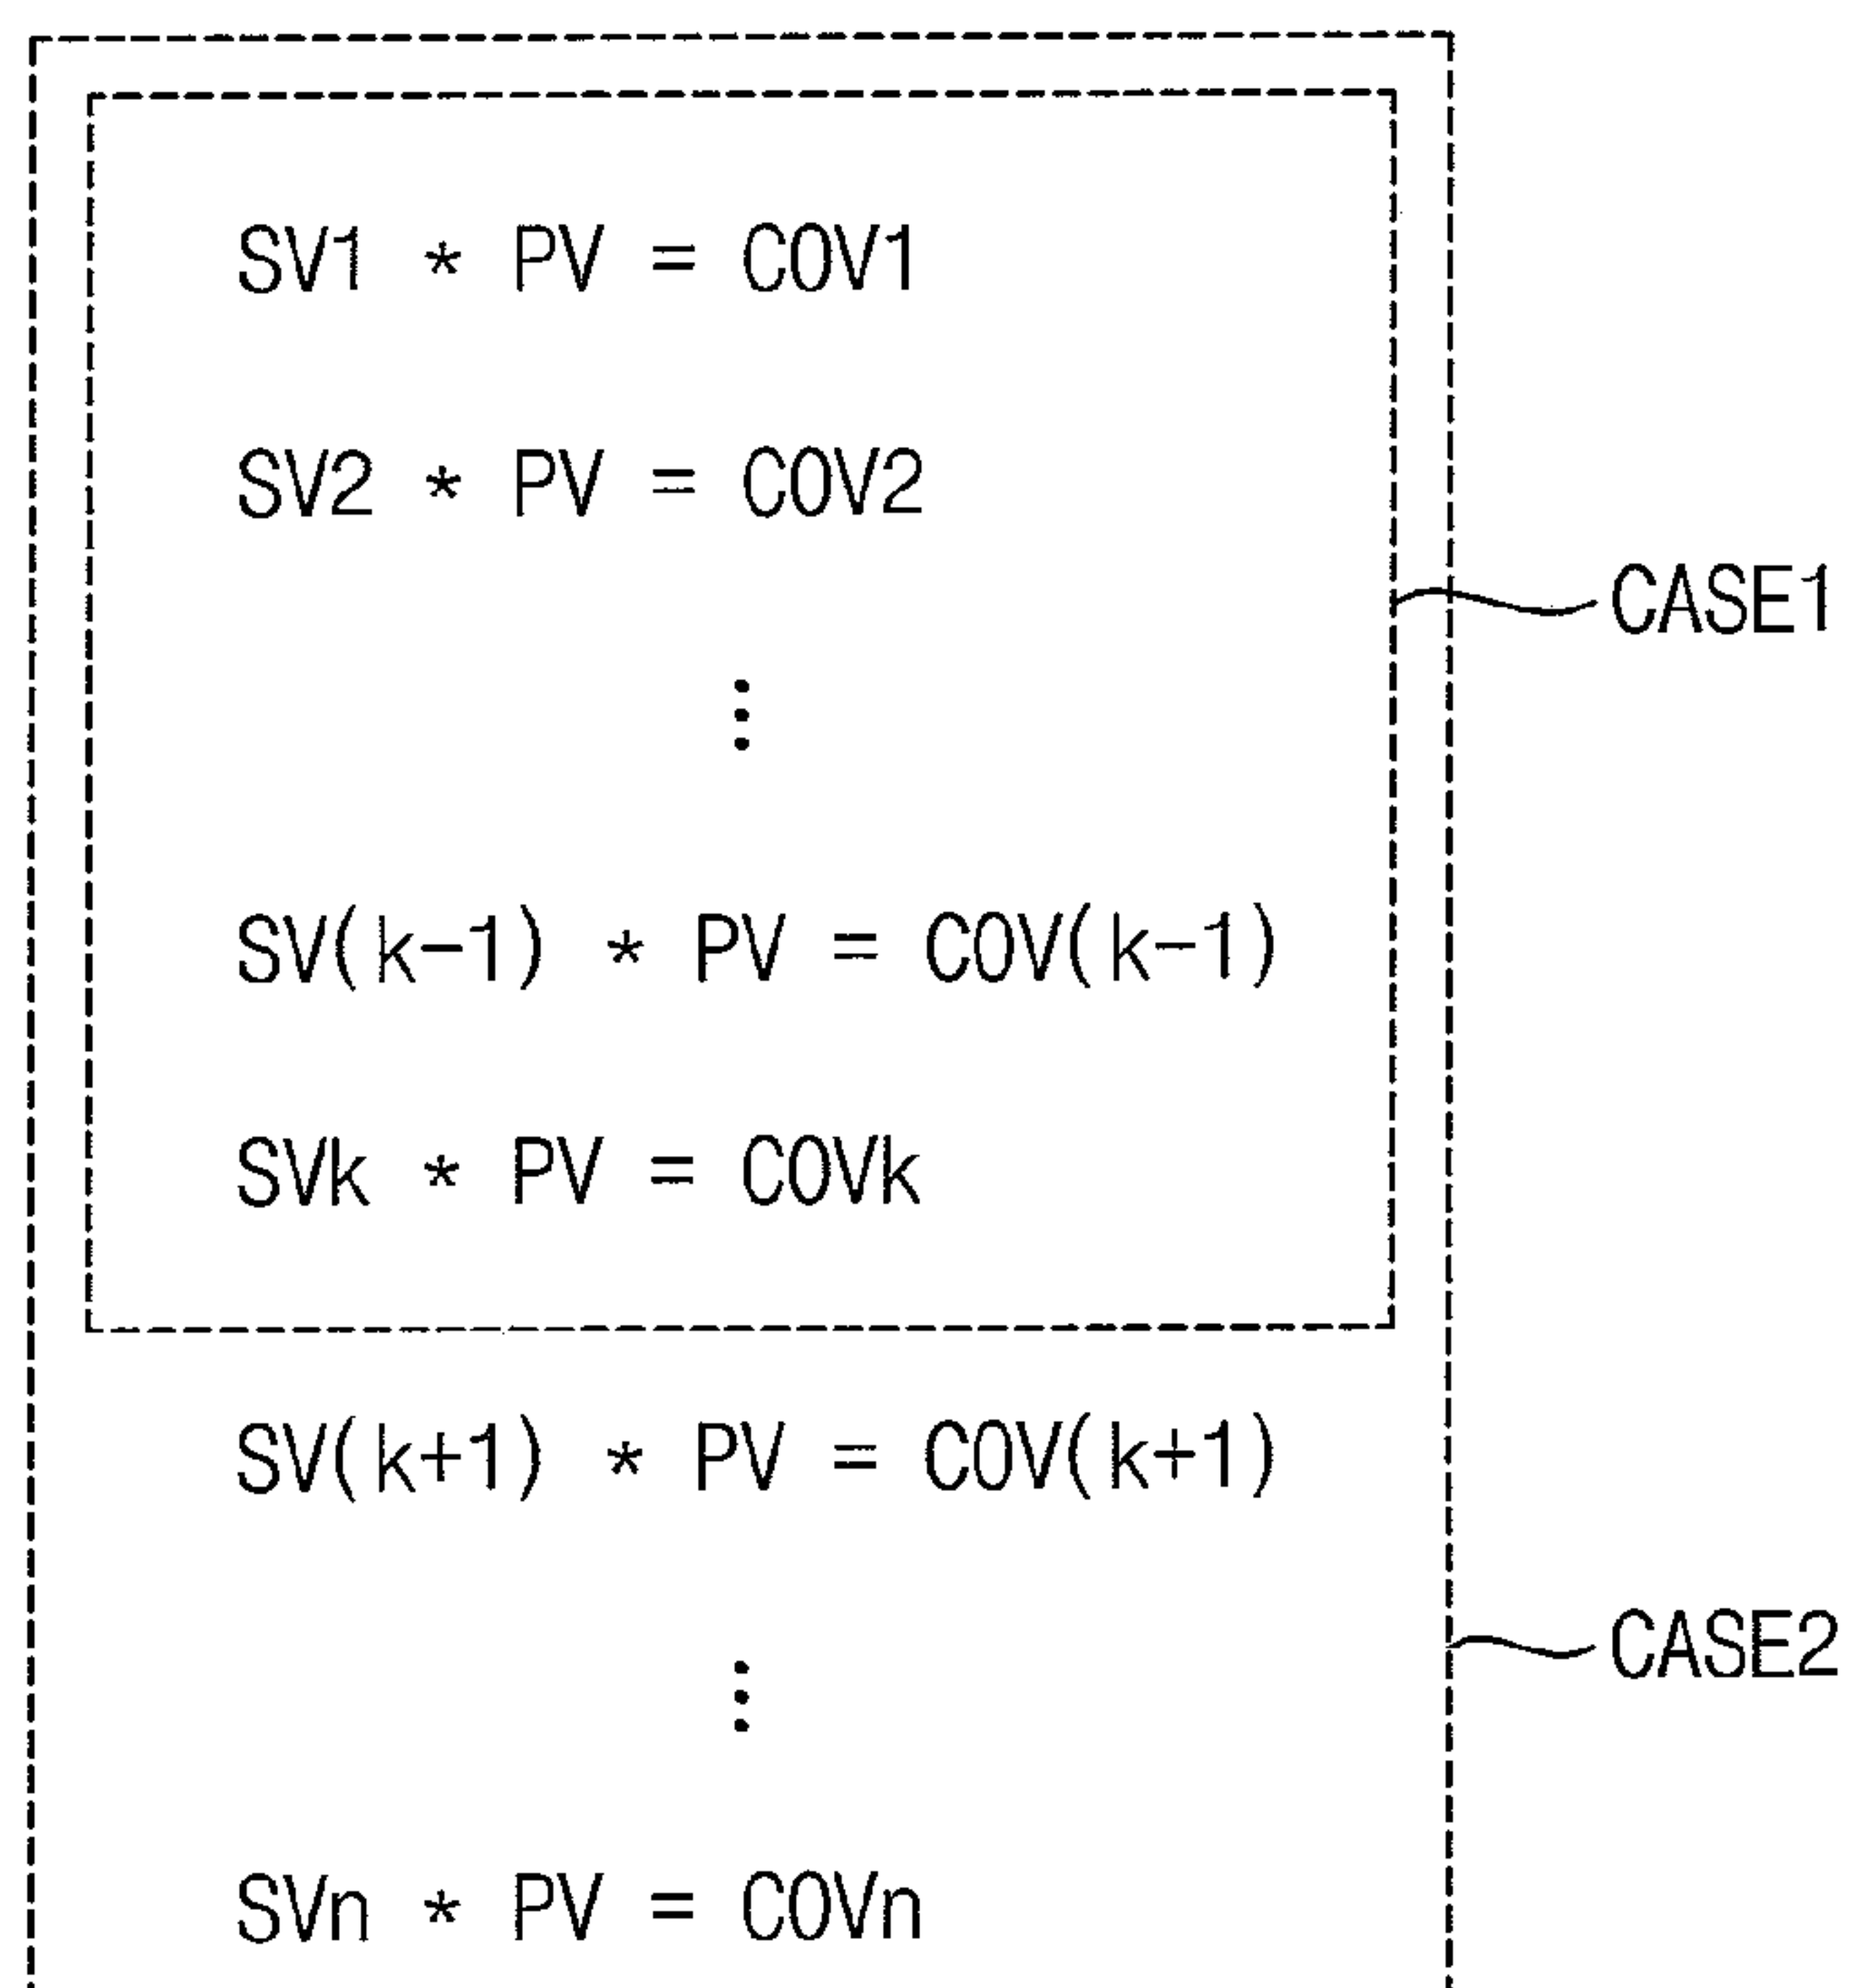 SV1 * PV = COV1
SV2 * PV = COV2
CASE1
⋮
SV(k-1) * PV = COV(k-1)
SVk * PV = COVk
SV(k+1) * PV = COV(k+1)
CASE2
⋮
SVn * PV = COVn